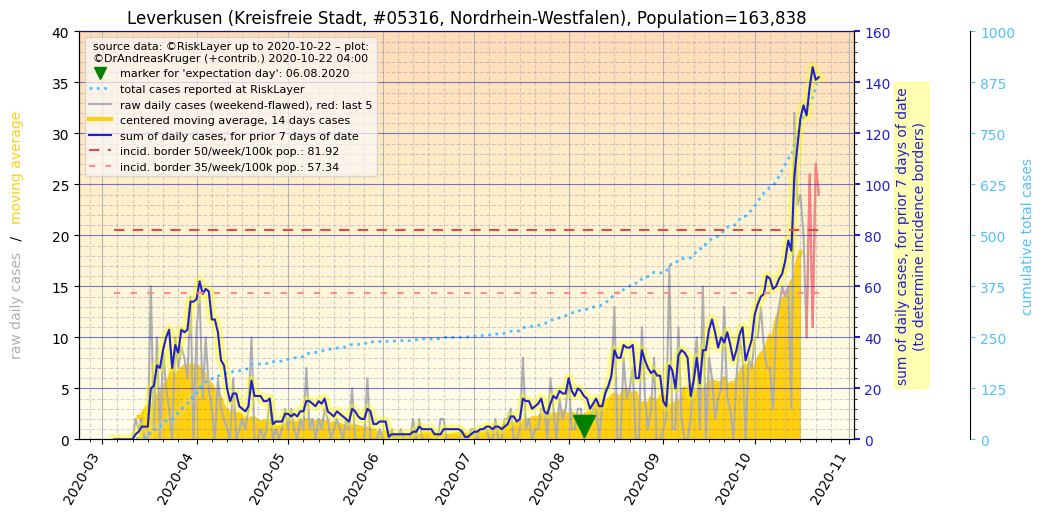 Leverkusen (Kreisfreie Stadt, #05316, Nordrhein-Westfalen), Population=163,838
source data: ©RiskLayer up to 2020-10-22 – plot:
©DrAndreasKruger (+contrib.) 2020-10-22 04:00
marker for 'expectation day': 06.08.2020
total cases reported at RiskLayer
raw daily cases (weekend-flawed), red: last 5
centered moving average, 14 days cases
sum of daily cases, for prior 7 days of date
incid. border 50/week/100k pop.: 81.92
incid. border 35/week/100k pop.: 57.34
raw daily cases / moving average
40
35
30
25
20
15
10
5
0
2020-03
2020-04
2020-05
2020-06
2020-07
2020-08
2020-09
2020-10
2020-11
160
140
120
100
80
60
40
20
0
sum of daily cases, for prior 7 days of date
(to determine incidence borders)
1000
875
750
625
500
375
250
125
0
cumulative total cases